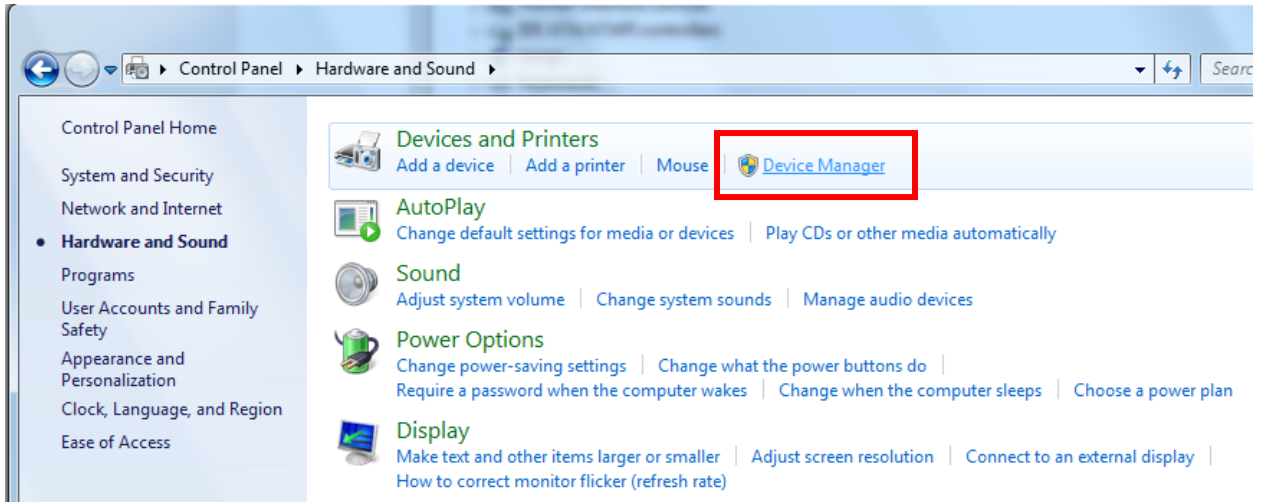 Control Panel Hardware and Sound
Control Panel Home
System and Security
Network and Internet
Hardware and Sound
Programs
User Accounts and Family
Safety
Appearance and
Personalization
Clock, Language, and Region
Ease of Access
Devices and Printers
Add a device Add a printer Mouse Device Manager
AutoPlay
Change default settings for media or devices Play CDs or other media automatically
Sound
Adjust system volume Change system sounds Manage audio devices
Power Options
Change power-saving settings Change what the power buttons do
Require a password when the computer wakes Change when the computer sleeps Choose a power plan
Display
Make text and other items larger or smaller Adjust screen resolution Connect to an external display
How to correct monitor flicker (refresh rate)